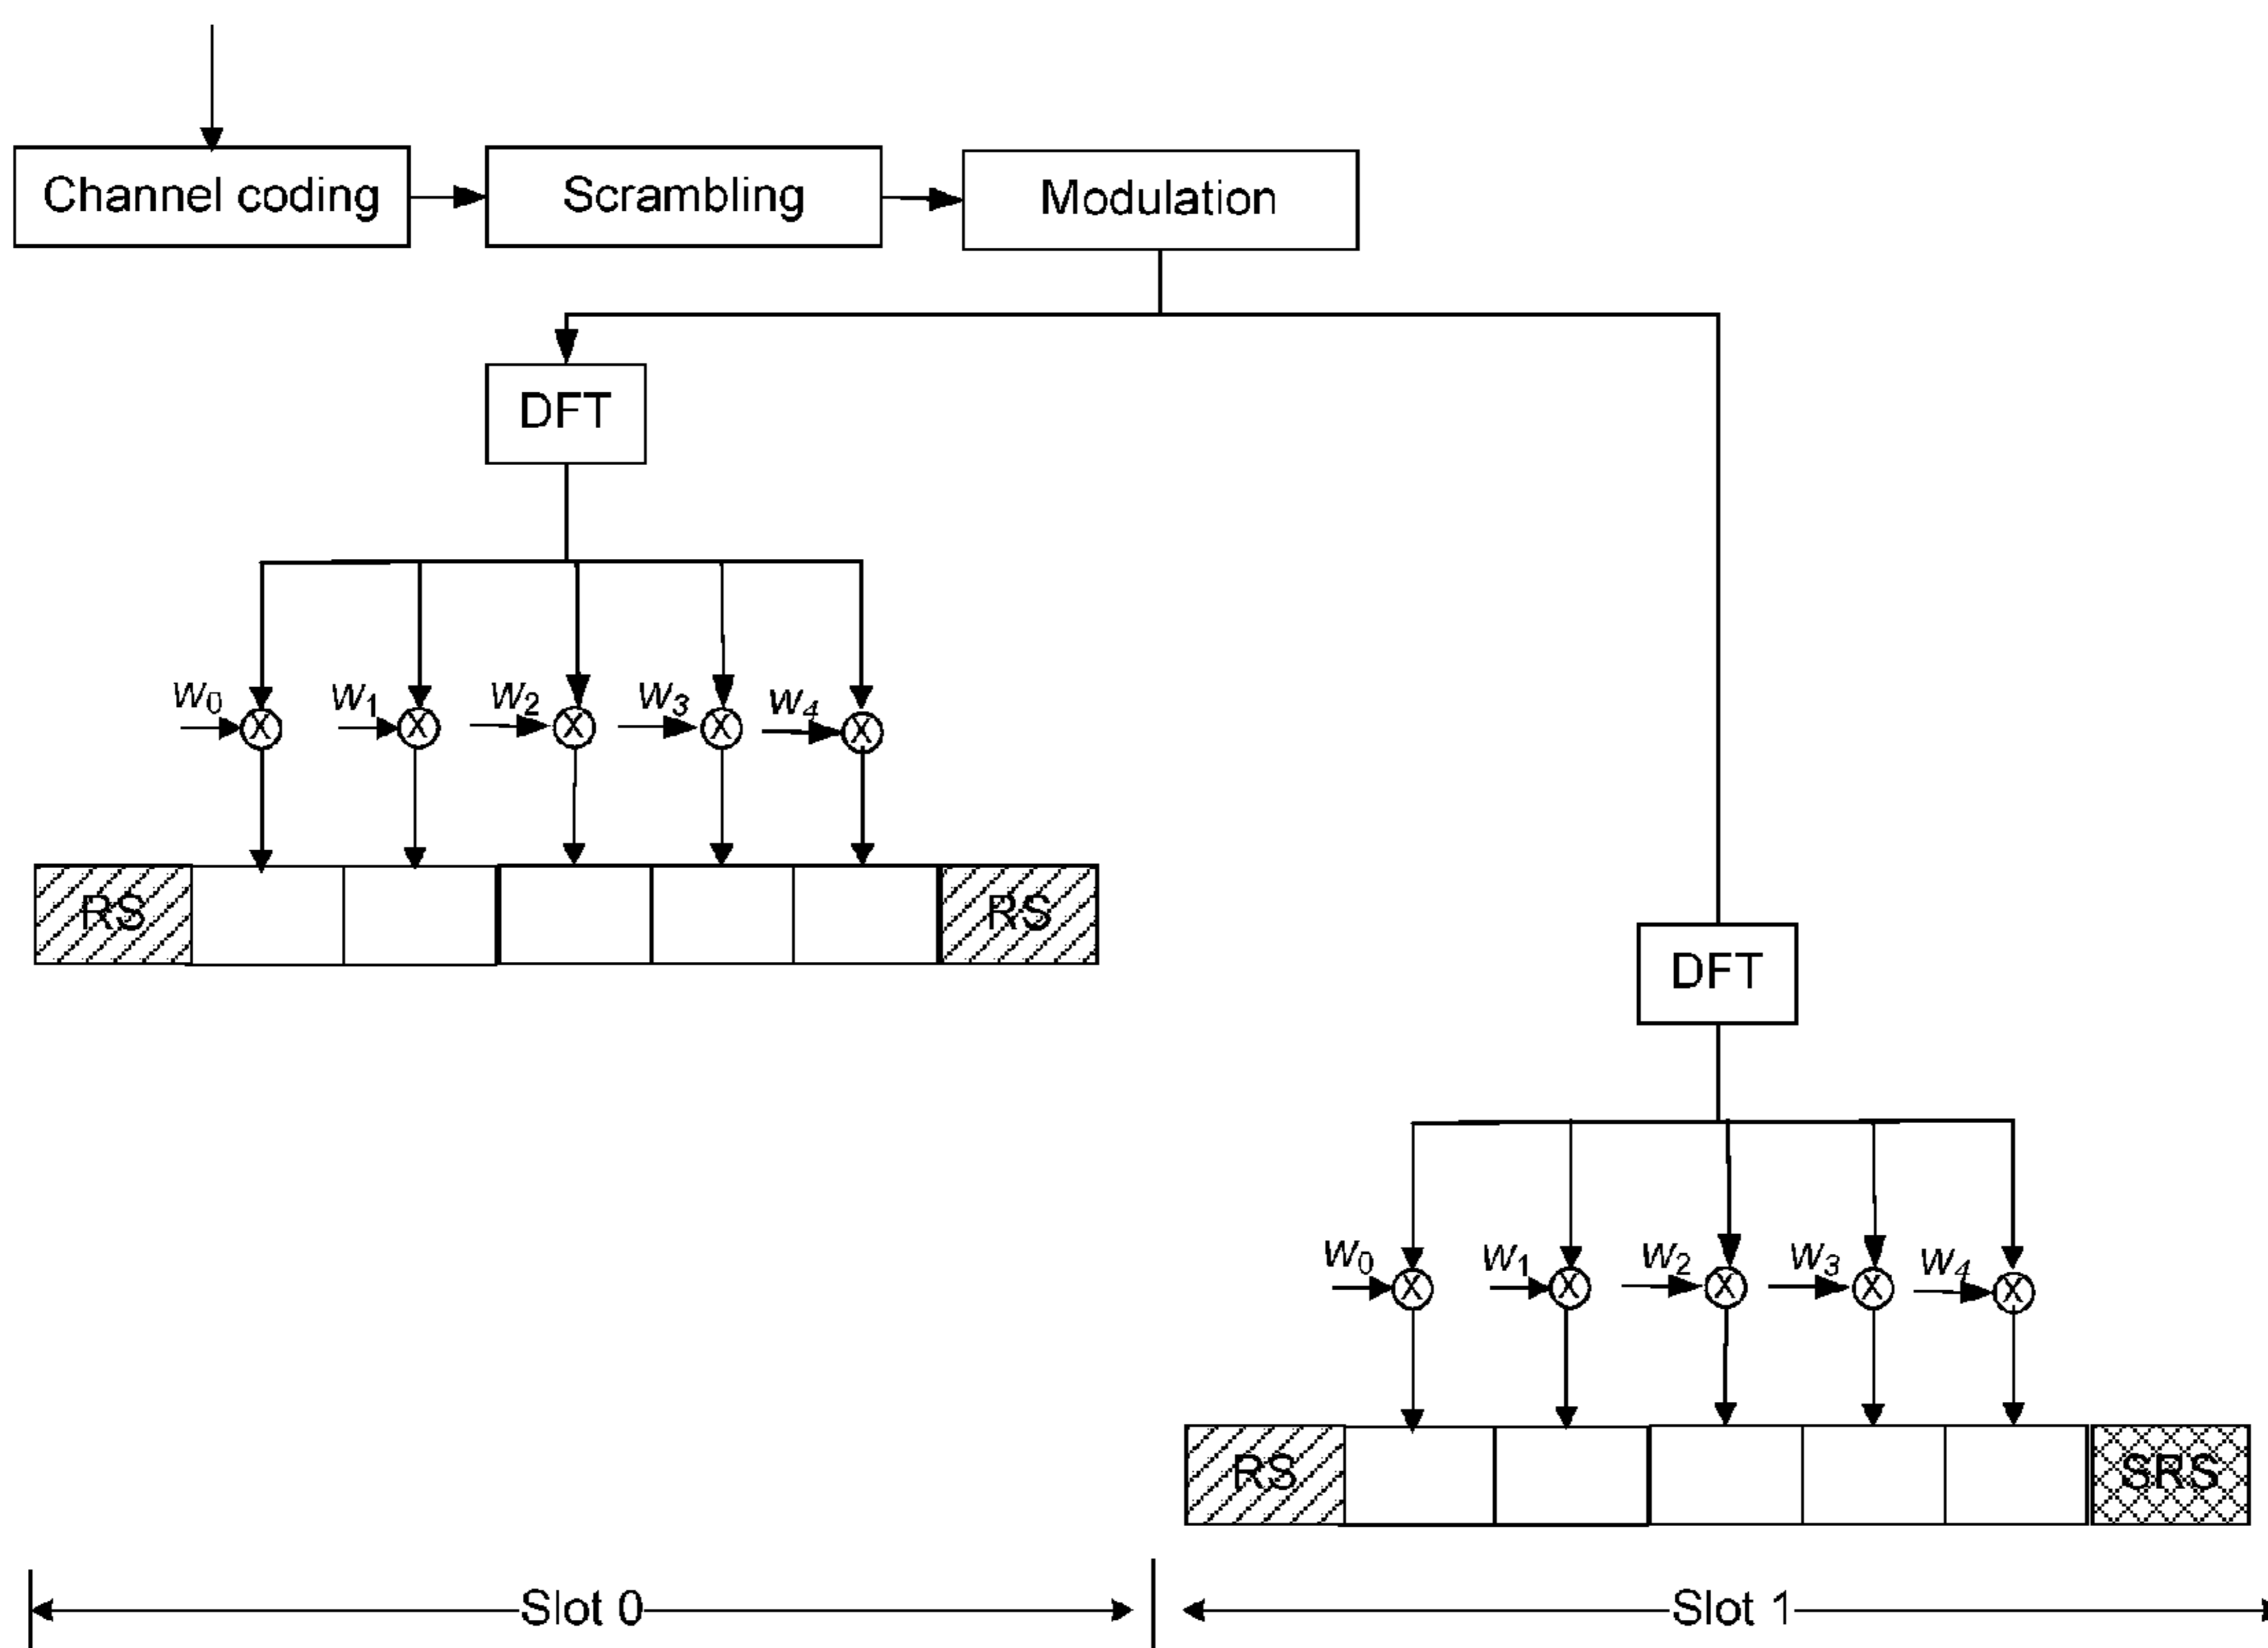 Channel coding
Scrambling
Modulation
DFT
w0 w1 w2 w3 w4
X X X X X
RS RS
DFT
w0 w1 w2 w3 w4
X X X X X
RS SRS
Slot 0 Slot 1